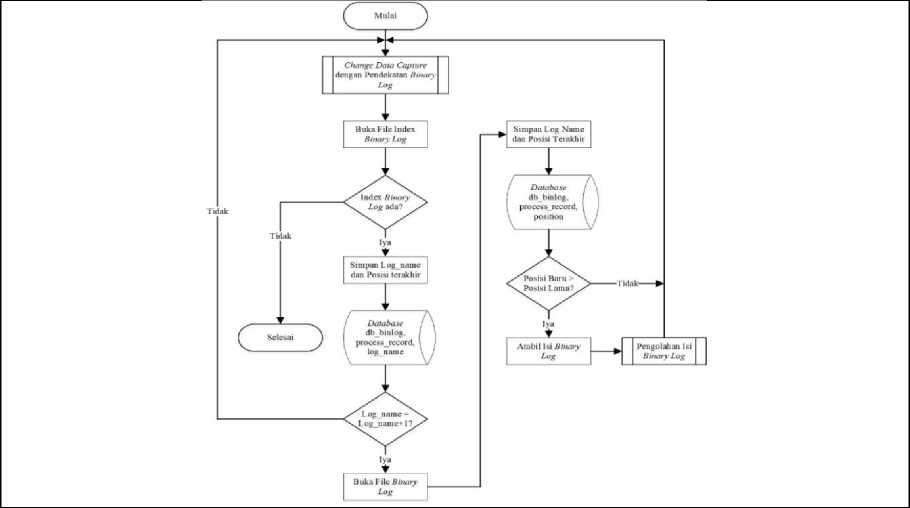 Mulai
Change Data Capture
dengan Pendekatan Binary
Log
Buka File Index
Binary Log
Index Binary
Log ada?
Tidak
Tidak
Iya
Simpan Log_name
dan Posisi terakhir
Selesai
Database
db_binlog,
process_record,
log_name
Log_name =
Log_name+1?
Iya
Buka File Binary
Log
Simpan Log Name
dan Posisi Terakhir
Database
db_binlog,
process_record,
position
Posisi Baru >
Posisi Lama?
Tidak
Iya
Ambil Isi Binary
Log
Pengolahan Isi
Binary Log